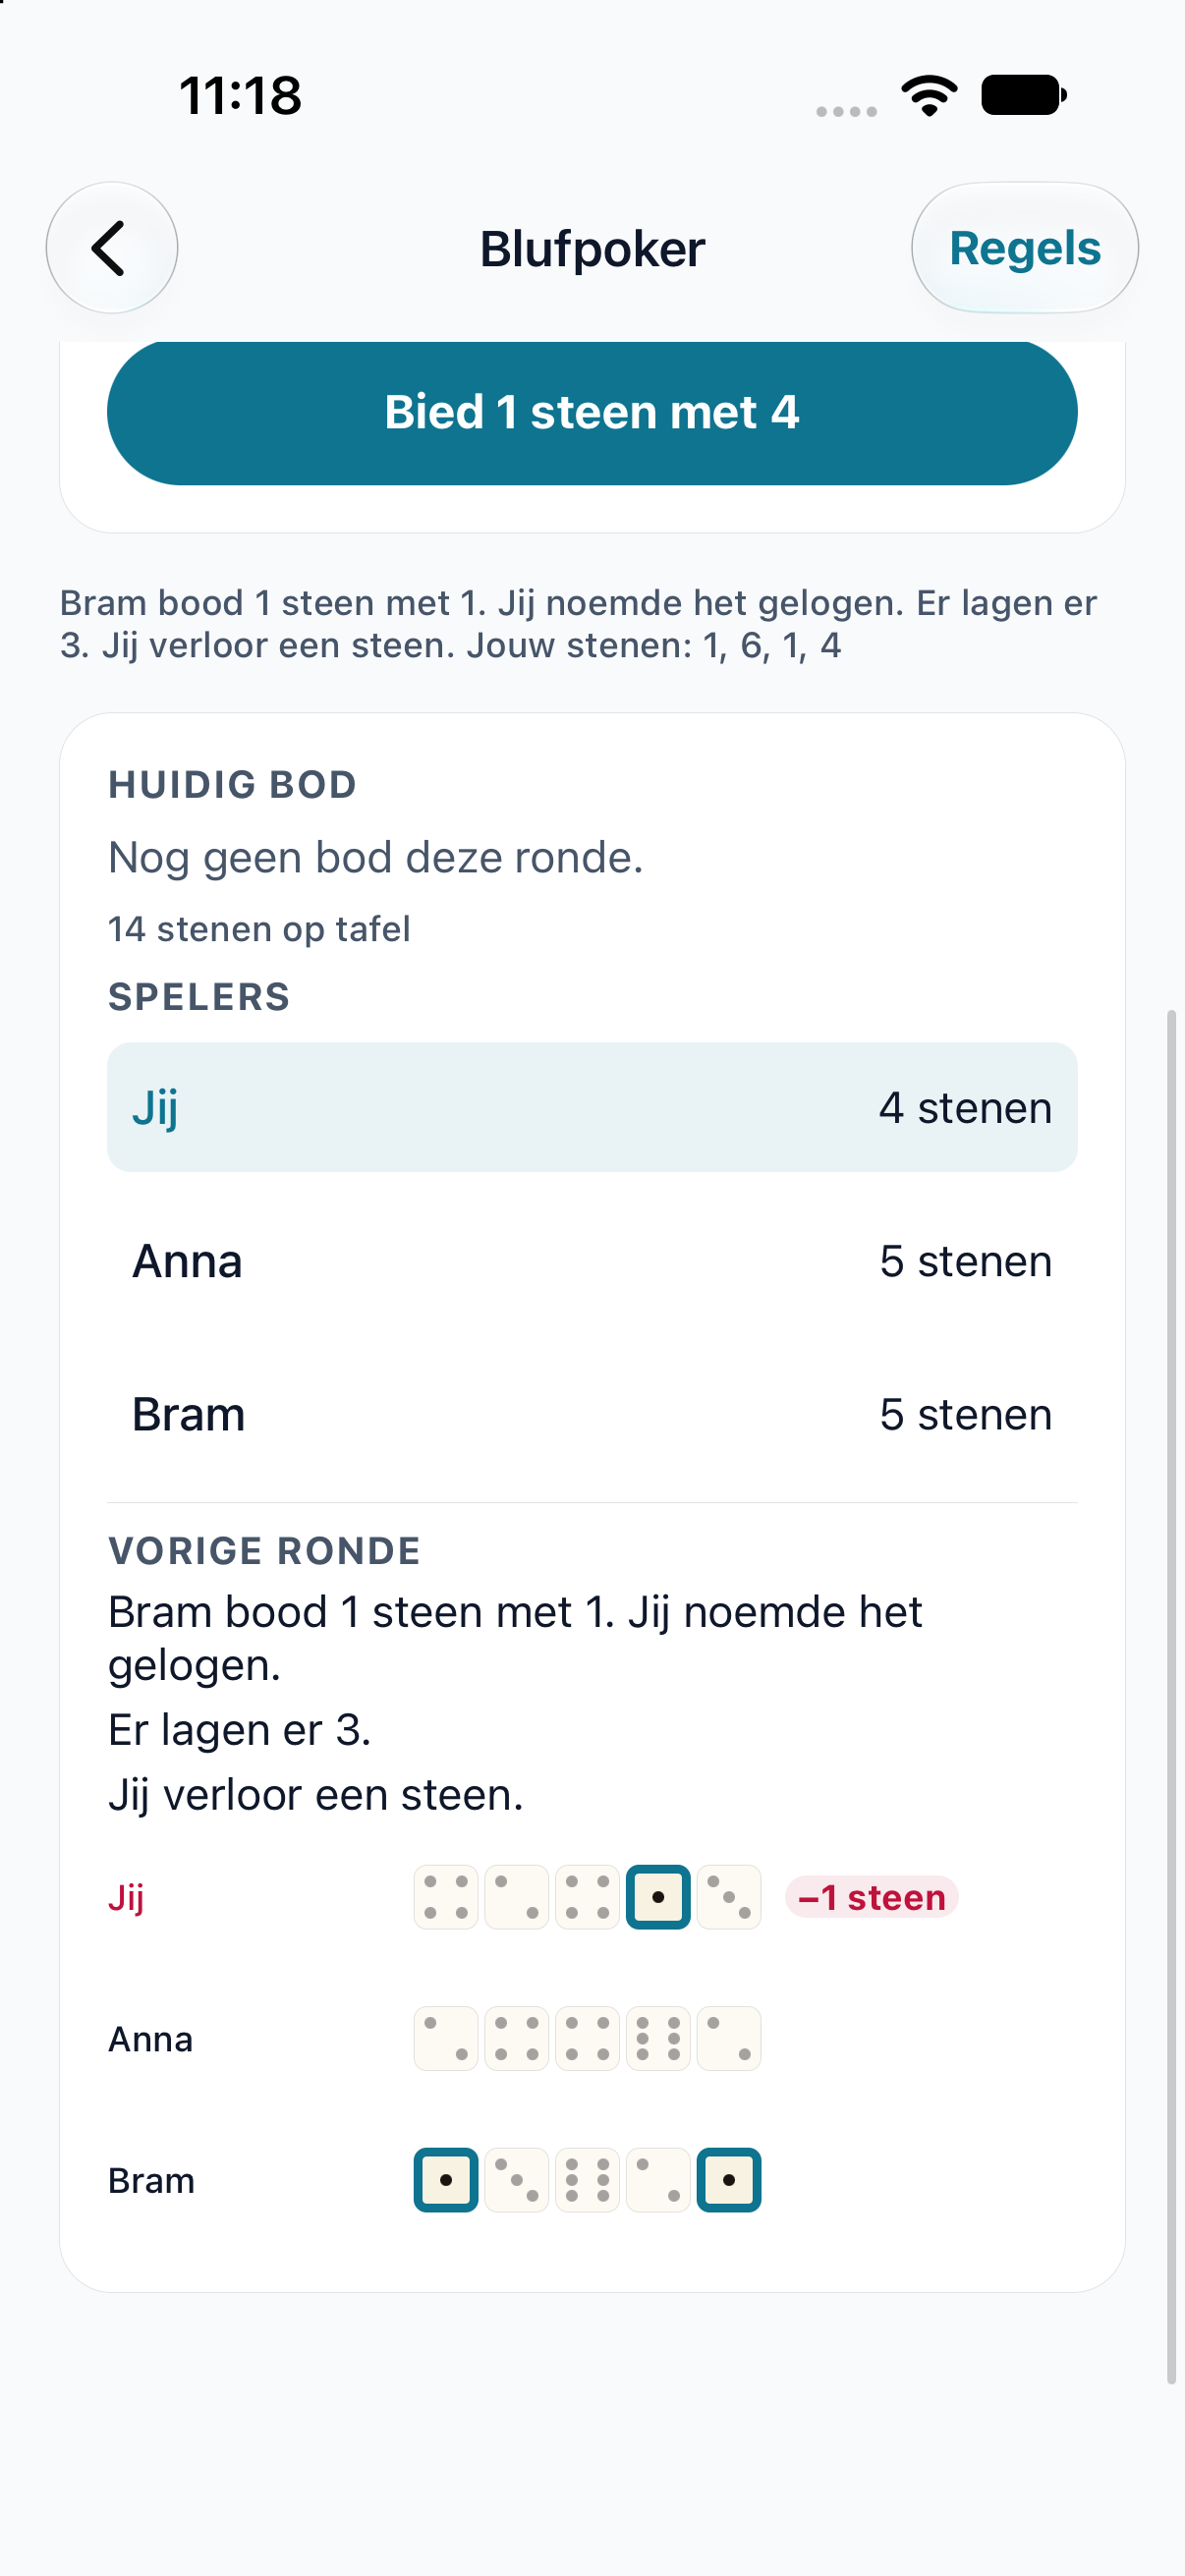 11:18
Blufpoker
Regels
Bied 1 steen met 4
Bram bood 1 steen met 1. Jij noemde het gelogen. Er lagen er
3. Jij verloor een steen. Jouw stenen: 1, 6, 1, 4
HUIDIG BOD
Nog geen bod deze ronde.
14 stenen op tafel
SPELERS
Jij 4 stenen
Anna 5 stenen
Bram 5 stenen
VORIGE RONDE
Bram bood 1 steen met 1. Jij noemde het
gelogen.
Er lagen er 3.
Jij verloor een steen.
Jij –1 steen
Anna
Bram